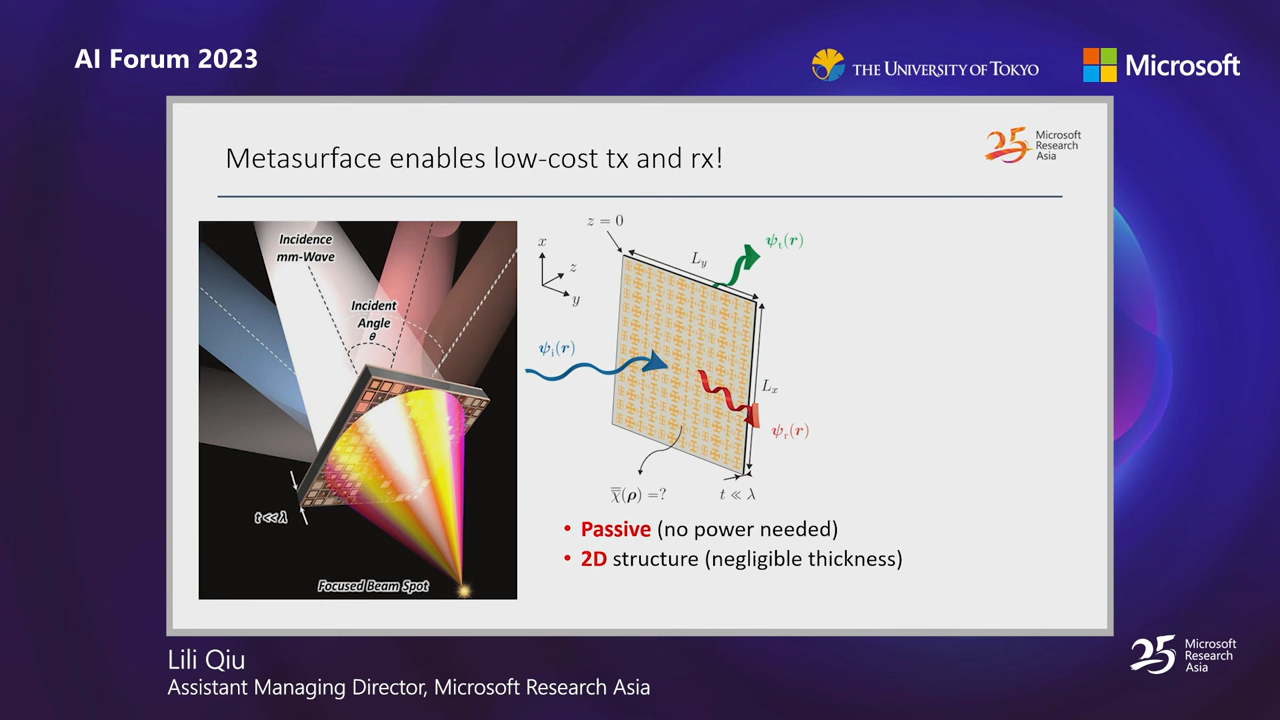 AI Forum 2023
THE UNIVERSITY OF TOKYO
Microsoft
Metasurface enables low-cost tx and rx!
25
Microsoft
Research
Asia
Incidence
mm-Wave
Incident
Angle
θ
t<<λ
Focused Beam Spot
z = 0
x
z
y
L_y
ψ_t(r)
ψ_i(r)
L_x
ψ_r(r)
χ̿(ρ) =?
t ≪ λ
• Passive (no power needed)
• 2D structure (negligible thickness)
Lili Qiu
Assistant Managing Director, Microsoft Research Asia
25
Microsoft
Research
Asia